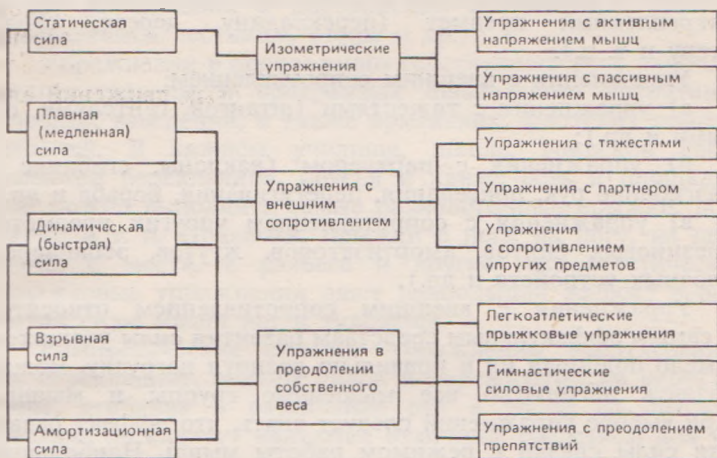 Статическая
сила
Плавная
(медленная)
сила
Динамическая
(быстрая)
сила
Взрывная
сила
Амортизационная
сила
Изометрические
упражнения
Упражнения с
внешним
сопротивлением
Упражнения в
преодолении
собственного
веса
Упражнения с активным
напряжением мышц
Упражнения с пассивным
напряжением мышц
Упражнения с тяжестями
Упражнения с партнером
Упражнения
с сопротивлением
упругих предметов
Легкоатлетические
прыжковые упражнения
Гимнастические
силовые упражнения
Упражнения с преодолением
препятствий